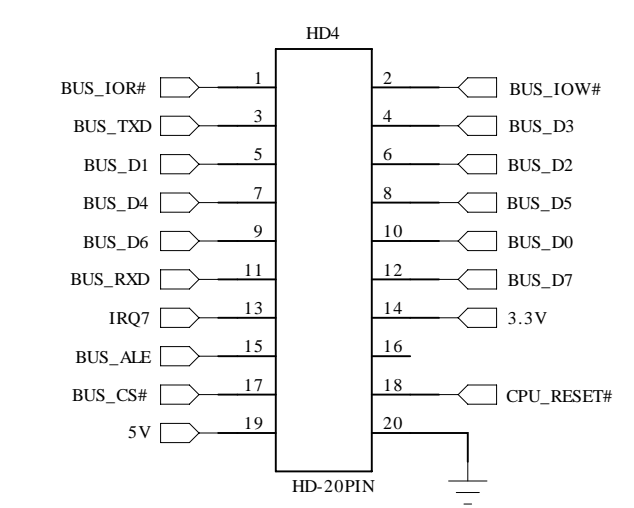 HD4
BUS_IOR# 1 2 BUS_IOW#
BUS_TXD 3 4 BUS_D3
BUS_D1 5 6 BUS_D2
BUS_D4 7 8 BUS_D5
BUS_D6 9 10 BUS_D0
BUS_RXD 11 12 BUS_D7
IRQ7 13 14 3.3V
BUS_ALE 15 16
BUS_CS# 17 18 CPU_RESET#
5V 19 20
HD-20PIN